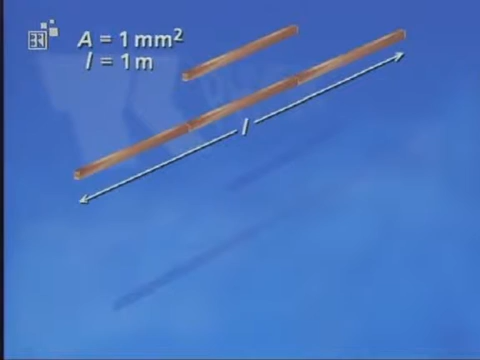 A = 1 mm²
l = 1 m
l